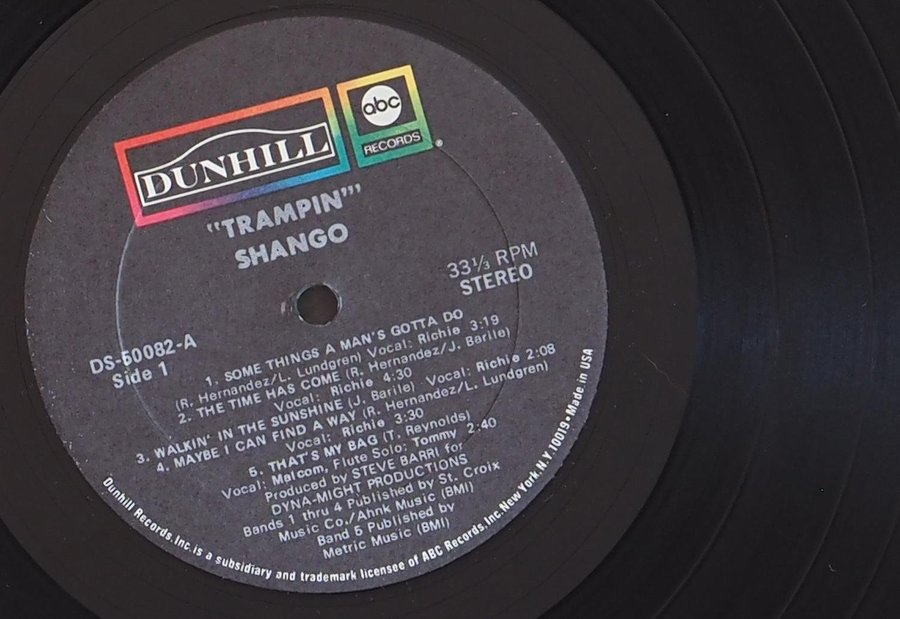 DUNHILL
abc
RECORDS
®
"TRAMPIN'"
SHANGO
33⅓ RPM
STEREO
DS-50082-A
Side 1
1. SOME THINGS A MAN'S GOTTA DO
(R. Hernandez/L. Lundgren) Vocal: Richie 3:19
2. THE TIME HAS COME (R. Hernandez/J. Barile)
Vocal: Richie 4:30
3. WALKIN' IN THE SUNSHINE (J. Barile) Vocal: Richie 2:08
4. MAYBE I CAN FIND A WAY (R. Hernandez/L. Lundgren)
Vocal: Richie 3:30
5. THAT'S MY BAG (T. Reynolds)
Vocal: Malcom, Flute Solo: Tommy 2:40
Produced by STEVE BARRI for
DYNA-MIGHT PRODUCTIONS
Bands 1 thru 4 Published by St. Croix
Music Co./Ahnk Music (BMI)
Band 5 Published by
Metric Music (BMI)
Dunhill Records, Inc. is a subsidiary and trademark licensee of ABC Records, Inc. New York, N.Y. 10019 • Made in USA